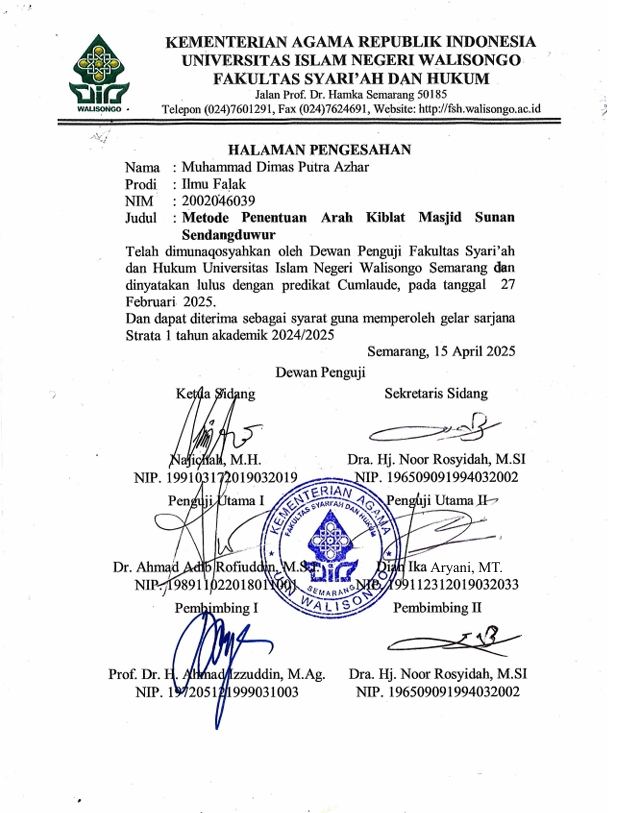 KEMENTERIAN AGAMA REPUBLIK INDONESIA
UNIVERSITAS ISLAM NEGERI WALISONGO
FAKULTAS SYARI'AH DAN HUKUM
Jalan Prof. Dr. Hamka Semarang 50185
Telepon (024)7601291, Fax (024)7624691, Website: http://fsh.walisongo.ac.id
WALISONGO
HALAMAN PENGESAHAN
Nama : Muhammad Dimas Putra Azhar
Prodi : Ilmu Falak
NIM : 2002046039
Judul : Metode Penentuan Arah Kiblat Masjid Sunan
Sendangduwur
Telah dimunaqosyahkan oleh Dewan Penguji Fakultas Syari'ah
dan Hukum Universitas Islam Negeri Walisongo Semarang dan
dinyatakan lulus dengan predikat Cumlaude, pada tanggal 27
Februari 2025.
Dan dapat diterima sebagai syarat guna memperoleh gelar sarjana
Strata 1 tahun akademik 2024/2025
Semarang, 15 April 2025
Dewan Penguji
Ketua Sidang Sekretaris Sidang
Najichah, M.H. Dra. Hj. Noor Rosyidah, M.SI
NIP. 199103172019032019 NIP. 196509091994032002
Penguji Utama I Penguji Utama II
KEMENTERIAN AGAMA
FAKULTAS SYARI'AH DAN HUKUM
SEMARANG
UIN WALISONGO
Dr. Ahmad Adib Rofiuddin, M.S.I. Dian Ika Aryani, MT.
NIP. 198911022018011001 NIP. 199112312019032033
Pembimbing I Pembimbing II
Prof. Dr. H. Ahmad Izzuddin, M.Ag. Dra. Hj. Noor Rosyidah, M.SI
NIP. 197205121999031003 NIP. 196509091994032002